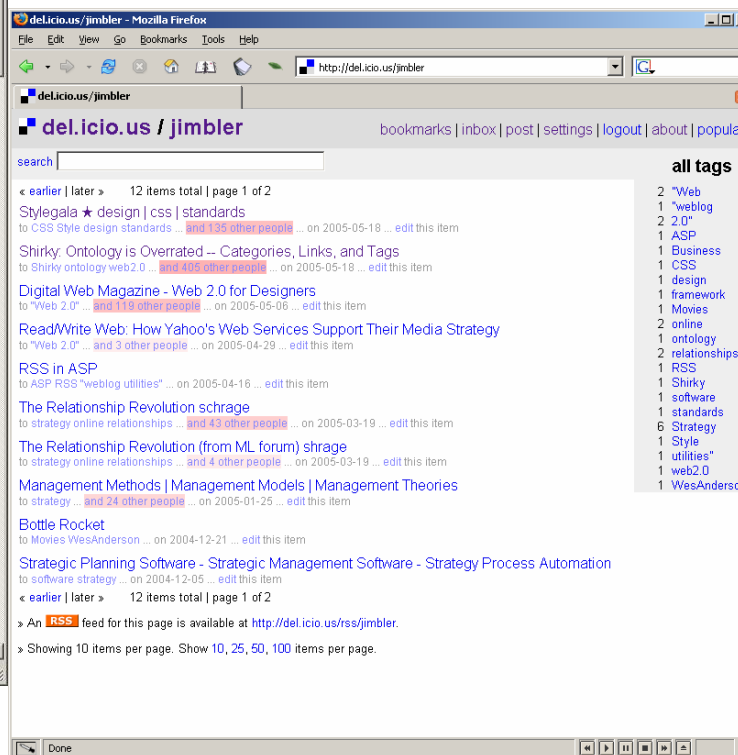 del.icio.us/jimbler - Mozilla Firefox
File Edit View Go Bookmarks Tools Help
http://del.icio.us/jimbler
G
del.icio.us/jimbler
del.icio.us / jimbler
bookmarks | inbox | post | settings | logout | about | popula
search
« earlier | later » 12 items total | page 1 of 2
Stylegala ★ design | css | standards
to CSS Style design standards ... and 135 other people ... on 2005-05-18 ... edit this item
Shirky: Ontology is Overrated -- Categories, Links, and Tags
to Shirky ontology web2.0 ... and 405 other people ... on 2005-05-18 ... edit this item
Digital Web Magazine - Web 2.0 for Designers
to "Web 2.0" ... and 119 other people ... on 2005-05-06 ... edit this item
Read/Write Web: How Yahoo's Web Services Support Their Media Strategy
to "Web 2.0" ... and 3 other people ... on 2005-04-29 ... edit this item
RSS in ASP
to ASP RSS "weblog utilities" ... on 2005-04-16 ... edit this item
The Relationship Revolution schrage
to strategy online relationships ... and 43 other people ... on 2005-03-19 ... edit this item
The Relationship Revolution (from ML forum) shrage
to strategy online relationships ... and 4 other people ... on 2005-03-19 ... edit this item
Management Methods | Management Models | Management Theories
to strategy ... and 24 other people ... on 2005-01-25 ... edit this item
Bottle Rocket
to Movies WesAnderson ... on 2004-12-21 ... edit this item
Strategic Planning Software - Strategic Management Software - Strategy Process Automation
to software strategy ... on 2004-12-05 ... edit this item
« earlier | later » 12 items total | page 1 of 2
» An RSS feed for this page is available at http://del.icio.us/rss/jimbler.
» Showing 10 items per page. Show 10, 25, 50, 100 items per page.
all tags
2 "Web
1 "weblog
2 2.0"
1 ASP
1 Business
1 CSS
1 design
1 framework
1 Movies
2 online
1 ontology
2 relationships
1 RSS
1 Shirky
1 software
1 standards
6 Strategy
1 Style
1 utilities"
1 web2.0
1 WesAnderso
Done